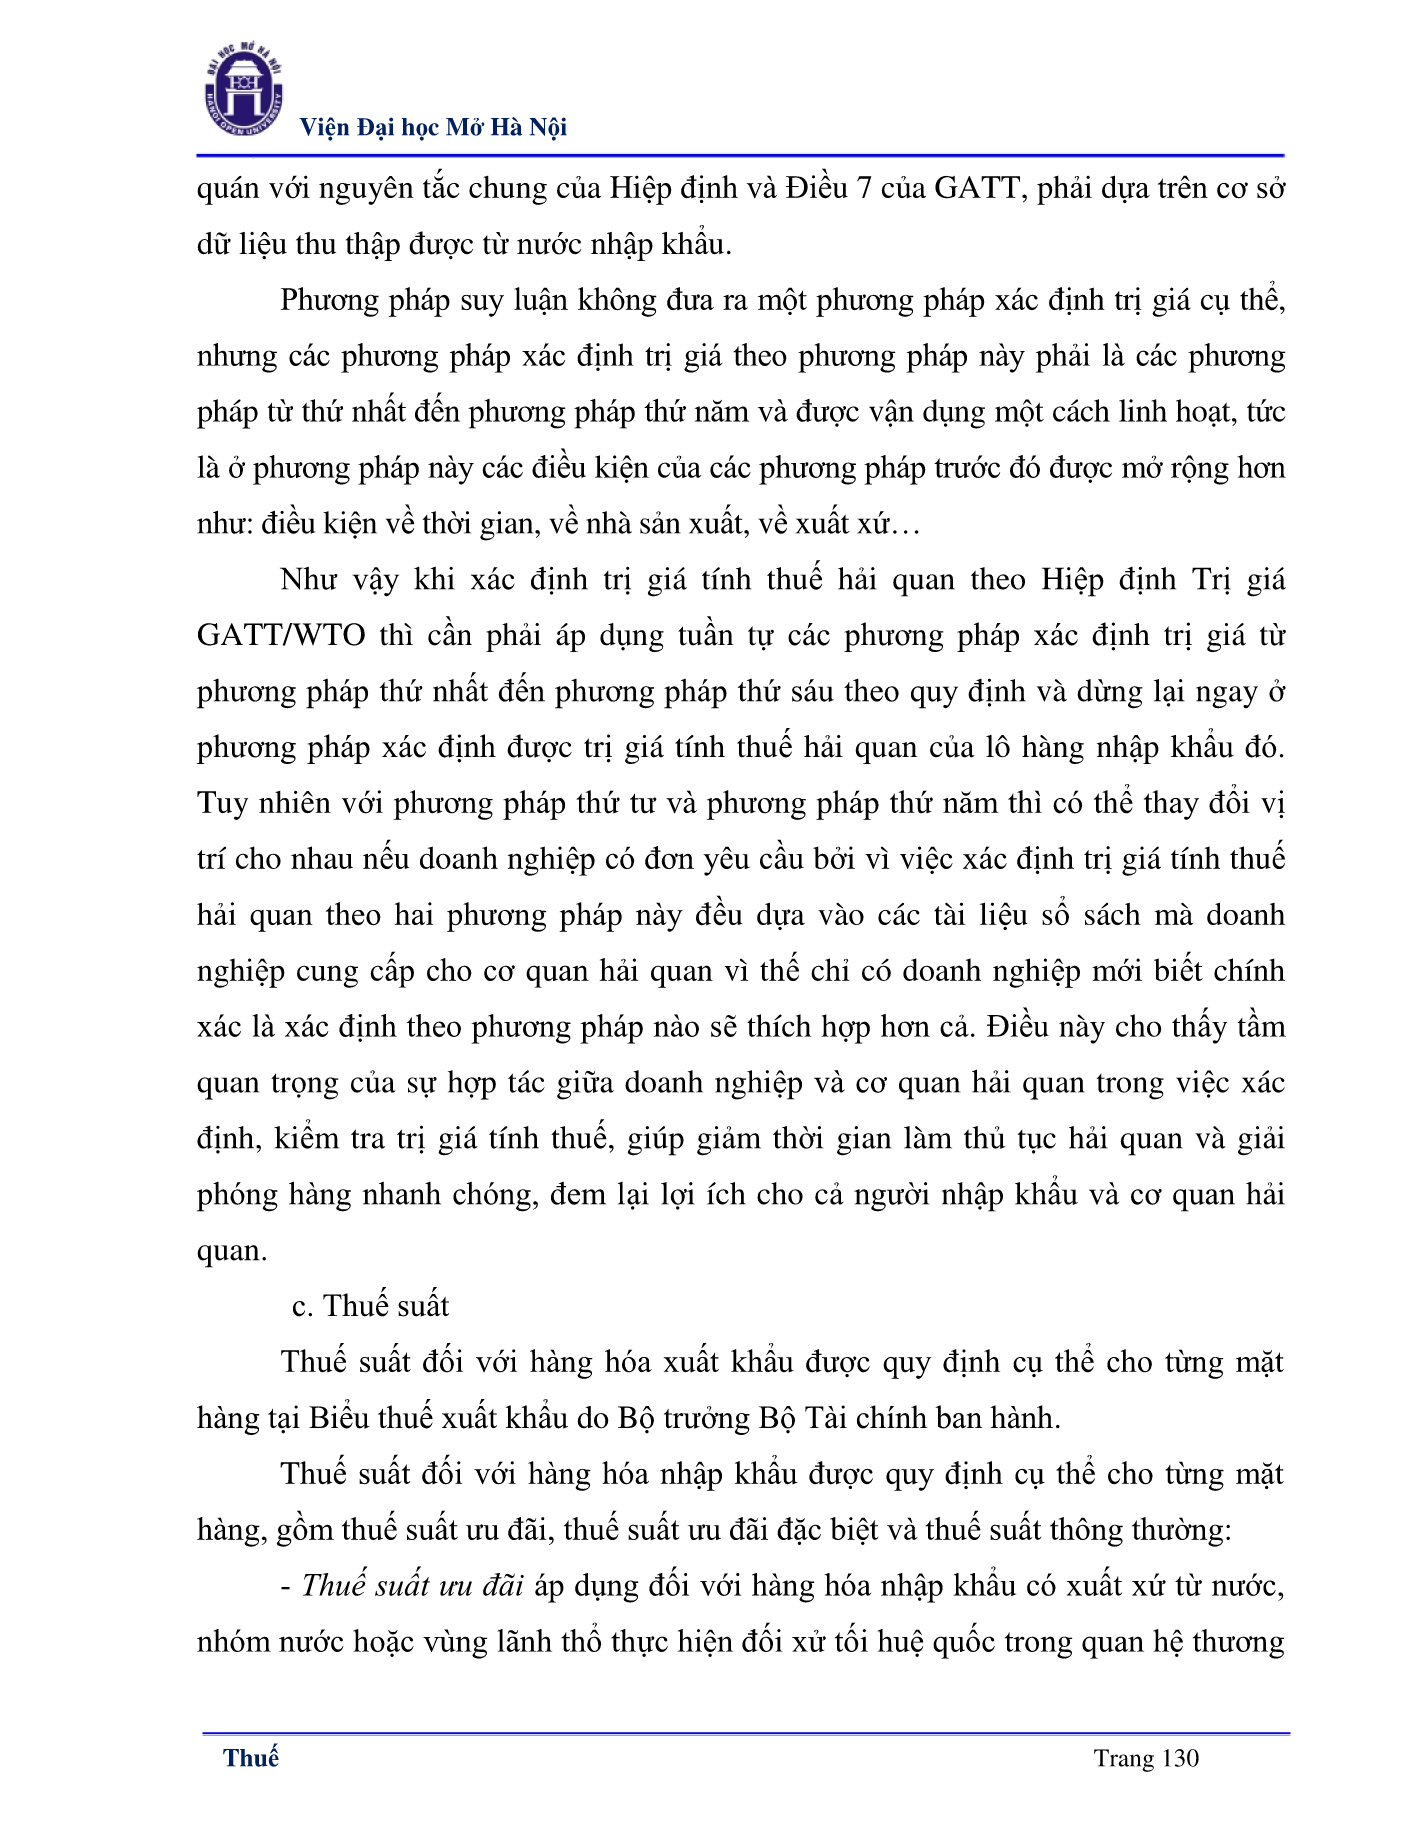 ĐẠI HỌC MỞ HÀ NỘI
HANOI OPEN UNIVERSITY
Viện Đại học Mở Hà Nội
quán với nguyên tắc chung của Hiệp định và Điều 7 của GATT, phải dựa trên cơ sở
dữ liệu thu thập được từ nước nhập khẩu.
Phương pháp suy luận không đưa ra một phương pháp xác định trị giá cụ thể,
nhưng các phương pháp xác định trị giá theo phương pháp này phải là các phương
pháp từ thứ nhất đến phương pháp thứ năm và được vận dụng một cách linh hoạt, tức
là ở phương pháp này các điều kiện của các phương pháp trước đó được mở rộng hơn
như: điều kiện về thời gian, về nhà sản xuất, về xuất xứ…
Như vậy khi xác định trị giá tính thuế hải quan theo Hiệp định Trị giá
GATT/WTO thì cần phải áp dụng tuần tự các phương pháp xác định trị giá từ
phương pháp thứ nhất đến phương pháp thứ sáu theo quy định và dừng lại ngay ở
phương pháp xác định được trị giá tính thuế hải quan của lô hàng nhập khẩu đó.
Tuy nhiên với phương pháp thứ tư và phương pháp thứ năm thì có thể thay đổi vị
trí cho nhau nếu doanh nghiệp có đơn yêu cầu bởi vì việc xác định trị giá tính thuế
hải quan theo hai phương pháp này đều dựa vào các tài liệu sổ sách mà doanh
nghiệp cung cấp cho cơ quan hải quan vì thế chỉ có doanh nghiệp mới biết chính
xác là xác định theo phương pháp nào sẽ thích hợp hơn cả. Điều này cho thấy tầm
quan trọng của sự hợp tác giữa doanh nghiệp và cơ quan hải quan trong việc xác
định, kiểm tra trị giá tính thuế, giúp giảm thời gian làm thủ tục hải quan và giải
phóng hàng nhanh chóng, đem lại lợi ích cho cả người nhập khẩu và cơ quan hải
quan.
c. Thuế suất
Thuế suất đối với hàng hóa xuất khẩu được quy định cụ thể cho từng mặt
hàng tại Biểu thuế xuất khẩu do Bộ trưởng Bộ Tài chính ban hành.
Thuế suất đối với hàng hóa nhập khẩu được quy định cụ thể cho từng mặt
hàng, gồm thuế suất ưu đãi, thuế suất ưu đãi đặc biệt và thuế suất thông thường:
- Thuế suất ưu đãi áp dụng đối với hàng hóa nhập khẩu có xuất xứ từ nước,
nhóm nước hoặc vùng lãnh thổ thực hiện đối xử tối huệ quốc trong quan hệ thương
Thuế
Trang 130